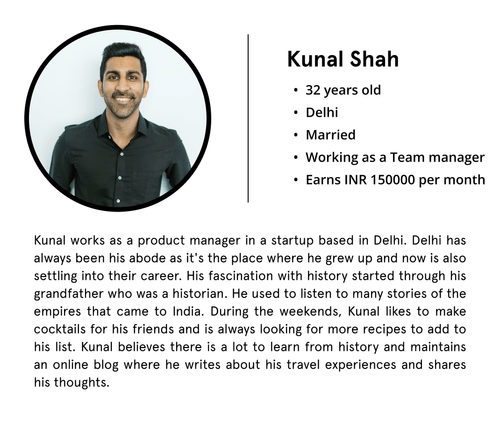 Kunal Shah
• 32 years old
• Delhi
• Married
• Working as a Team manager
• Earns INR 150000 per month
Kunal works as a product manager in a startup based in Delhi. Delhi has
always been his abode as it's the place where he grew up and now is also
settling into their career. His fascination with history started through his
grandfather who was a historian. He used to listen to many stories of the
empires that came to India. During the weekends, Kunal likes to make
cocktails for his friends and is always looking for more recipes to add to
his list. Kunal believes there is a lot to learn from history and maintains
an online blog where he writes about his travel experiences and shares
his thoughts.